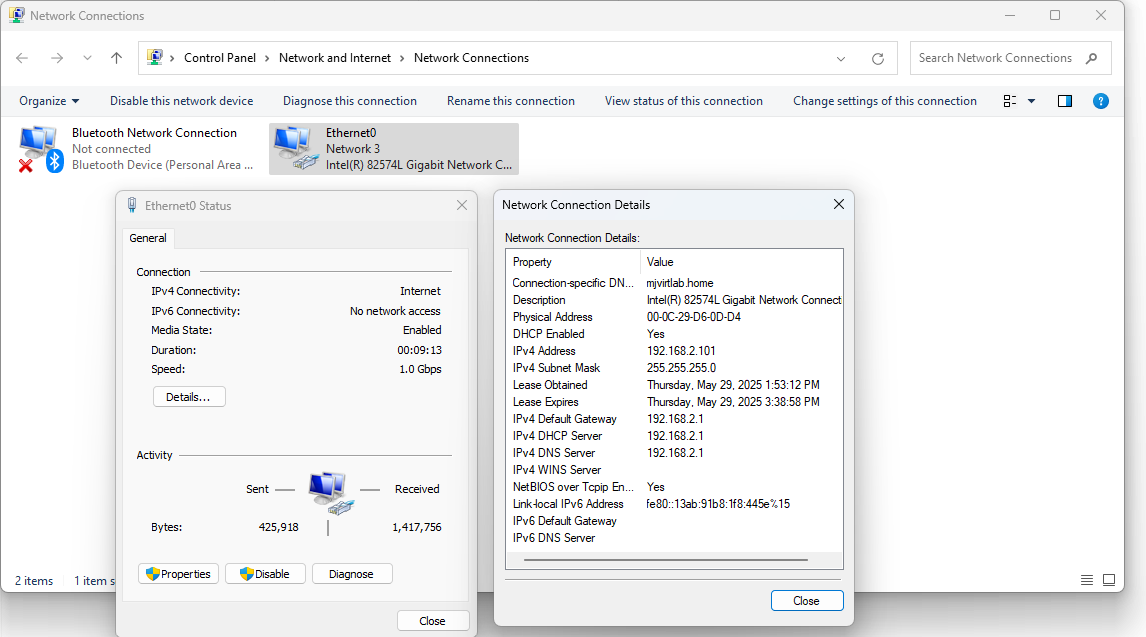 Network Connections
Control Panel > Network and Internet > Network Connections
Search Network Connections
Organize Disable this network device Diagnose this connection Rename this connection View status of this connection Change settings of this connection ?
Bluetooth Network Connection
Not connected
Bluetooth Device (Personal Area ...
Ethernet0
Network 3
Intel(R) 82574L Gigabit Network C...
Ethernet0 Status
General
Connection
IPv4 Connectivity: Internet
IPv6 Connectivity: No network access
Media State: Enabled
Duration: 00:09:13
Speed: 1.0 Gbps
Details...
Activity
Sent Received
Bytes: 425,918 1,417,756
Properties Disable Diagnose
Close
Network Connection Details
Network Connection Details:
Property Value
Connection-specific DN... mjvirtlab.home
Description Intel(R) 82574L Gigabit Network Connect
Physical Address 00-0C-29-D6-0D-D4
DHCP Enabled Yes
IPv4 Address 192.168.2.101
IPv4 Subnet Mask 255.255.255.0
Lease Obtained Thursday, May 29, 2025 1:53:12 PM
Lease Expires Thursday, May 29, 2025 3:38:58 PM
IPv4 Default Gateway 192.168.2.1
IPv4 DHCP Server 192.168.2.1
IPv4 DNS Server 192.168.2.1
IPv4 WINS Server
NetBIOS over Tcpip En... Yes
Link-local IPv6 Address fe80::13ab:91b8:1f8:445e%15
IPv6 Default Gateway
IPv6 DNS Server
Close
2 items 1 item s